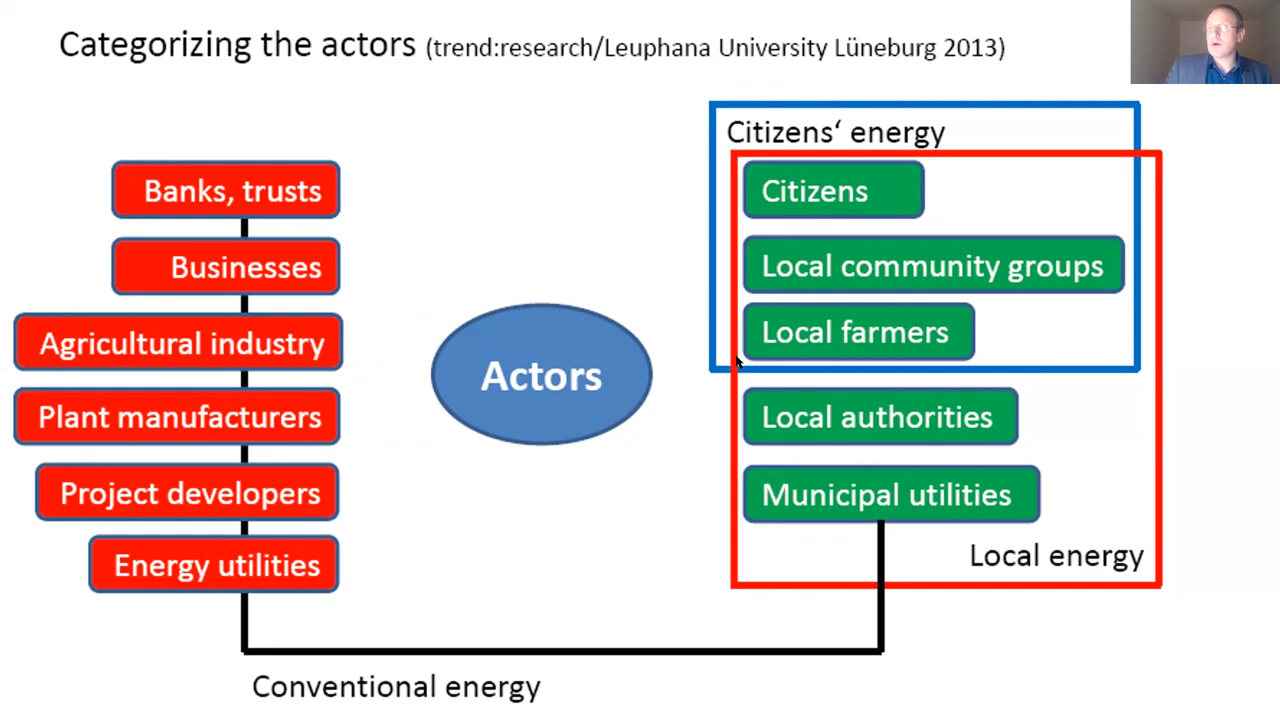 Categorizing the actors (trend:research/Leuphana University Lüneburg 2013)
Banks, trusts
Businesses
Agricultural industry
Plant manufacturers
Project developers
Energy utilities
Actors
Citizens‘ energy
Citizens
Local community groups
Local farmers
Local authorities
Municipal utilities
Local energy
Conventional energy